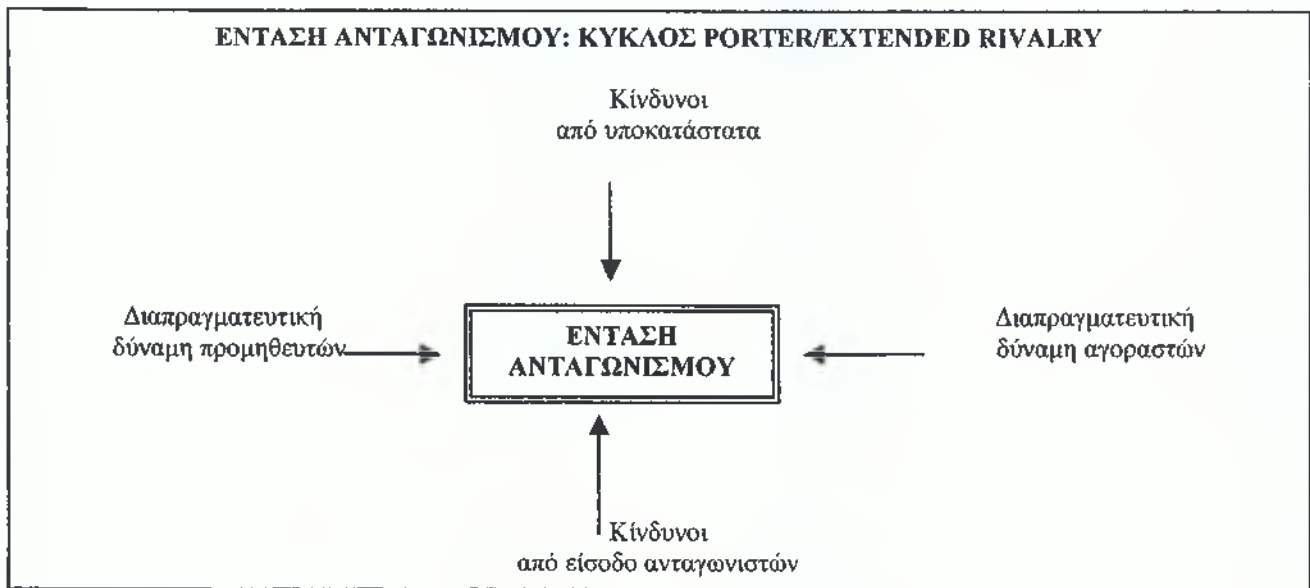 ΕΝΤΑΣΗ ΑΝΤΑΓΩΝΙΣΜΟΥ: ΚΥΚΛΟΣ PORTER/EXTENDED RIVALRY
Κίνδυνοι
από υποκατάστατα
Διαπραγματευτική
δύναμη προμηθευτών
ΕΝΤΑΣΗ
ΑΝΤΑΓΩΝΙΣΜΟΥ
Διαπραγματευτική
δύναμη αγοραστών
Κίνδυνοι
από είσοδο ανταγωνιστών